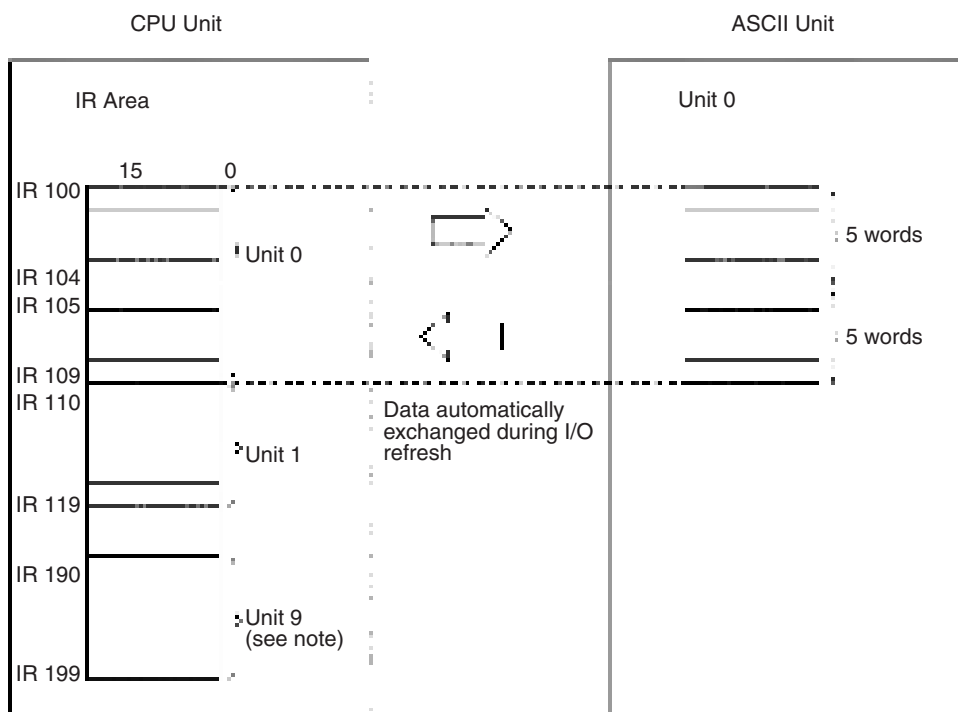 CPU Unit
ASCII Unit
IR Area
Unit 0
15 0
IR 100
5 words
Unit 0
IR 104
IR 105
5 words
IR 109
IR 110
Data automatically
exchanged during I/O
refresh
Unit 1
IR 119
IR 190
Unit 9
(see note)
IR 199